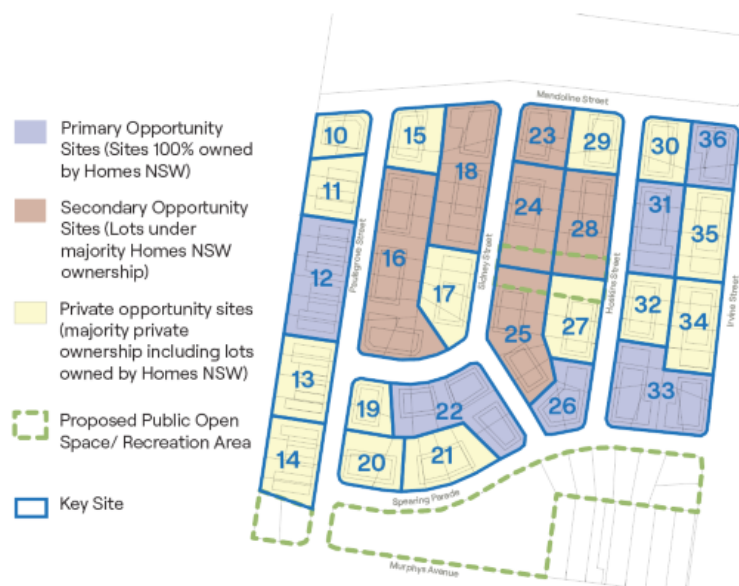 Primary Opportunity
Sites (Sites 100% owned
by Homes NSW)
Secondary Opportunity
Sites (Lots under
majority Homes NSW
ownership)
Private opportunity sites
(majority private
ownership including lots
owned by Homes NSW)
Proposed Public Open
Space/ Recreation Area
Key Site
Mandoline Street
10
15
18
23
29
30
36
11
12
16
17
24
28
31
35
Paulsgrove Street
Sidney Street
Hoskins Street
Irvine Street
13
14
25
27
32
34
19
22
26
33
20
21
Spearing Parade
Murphys Avenue